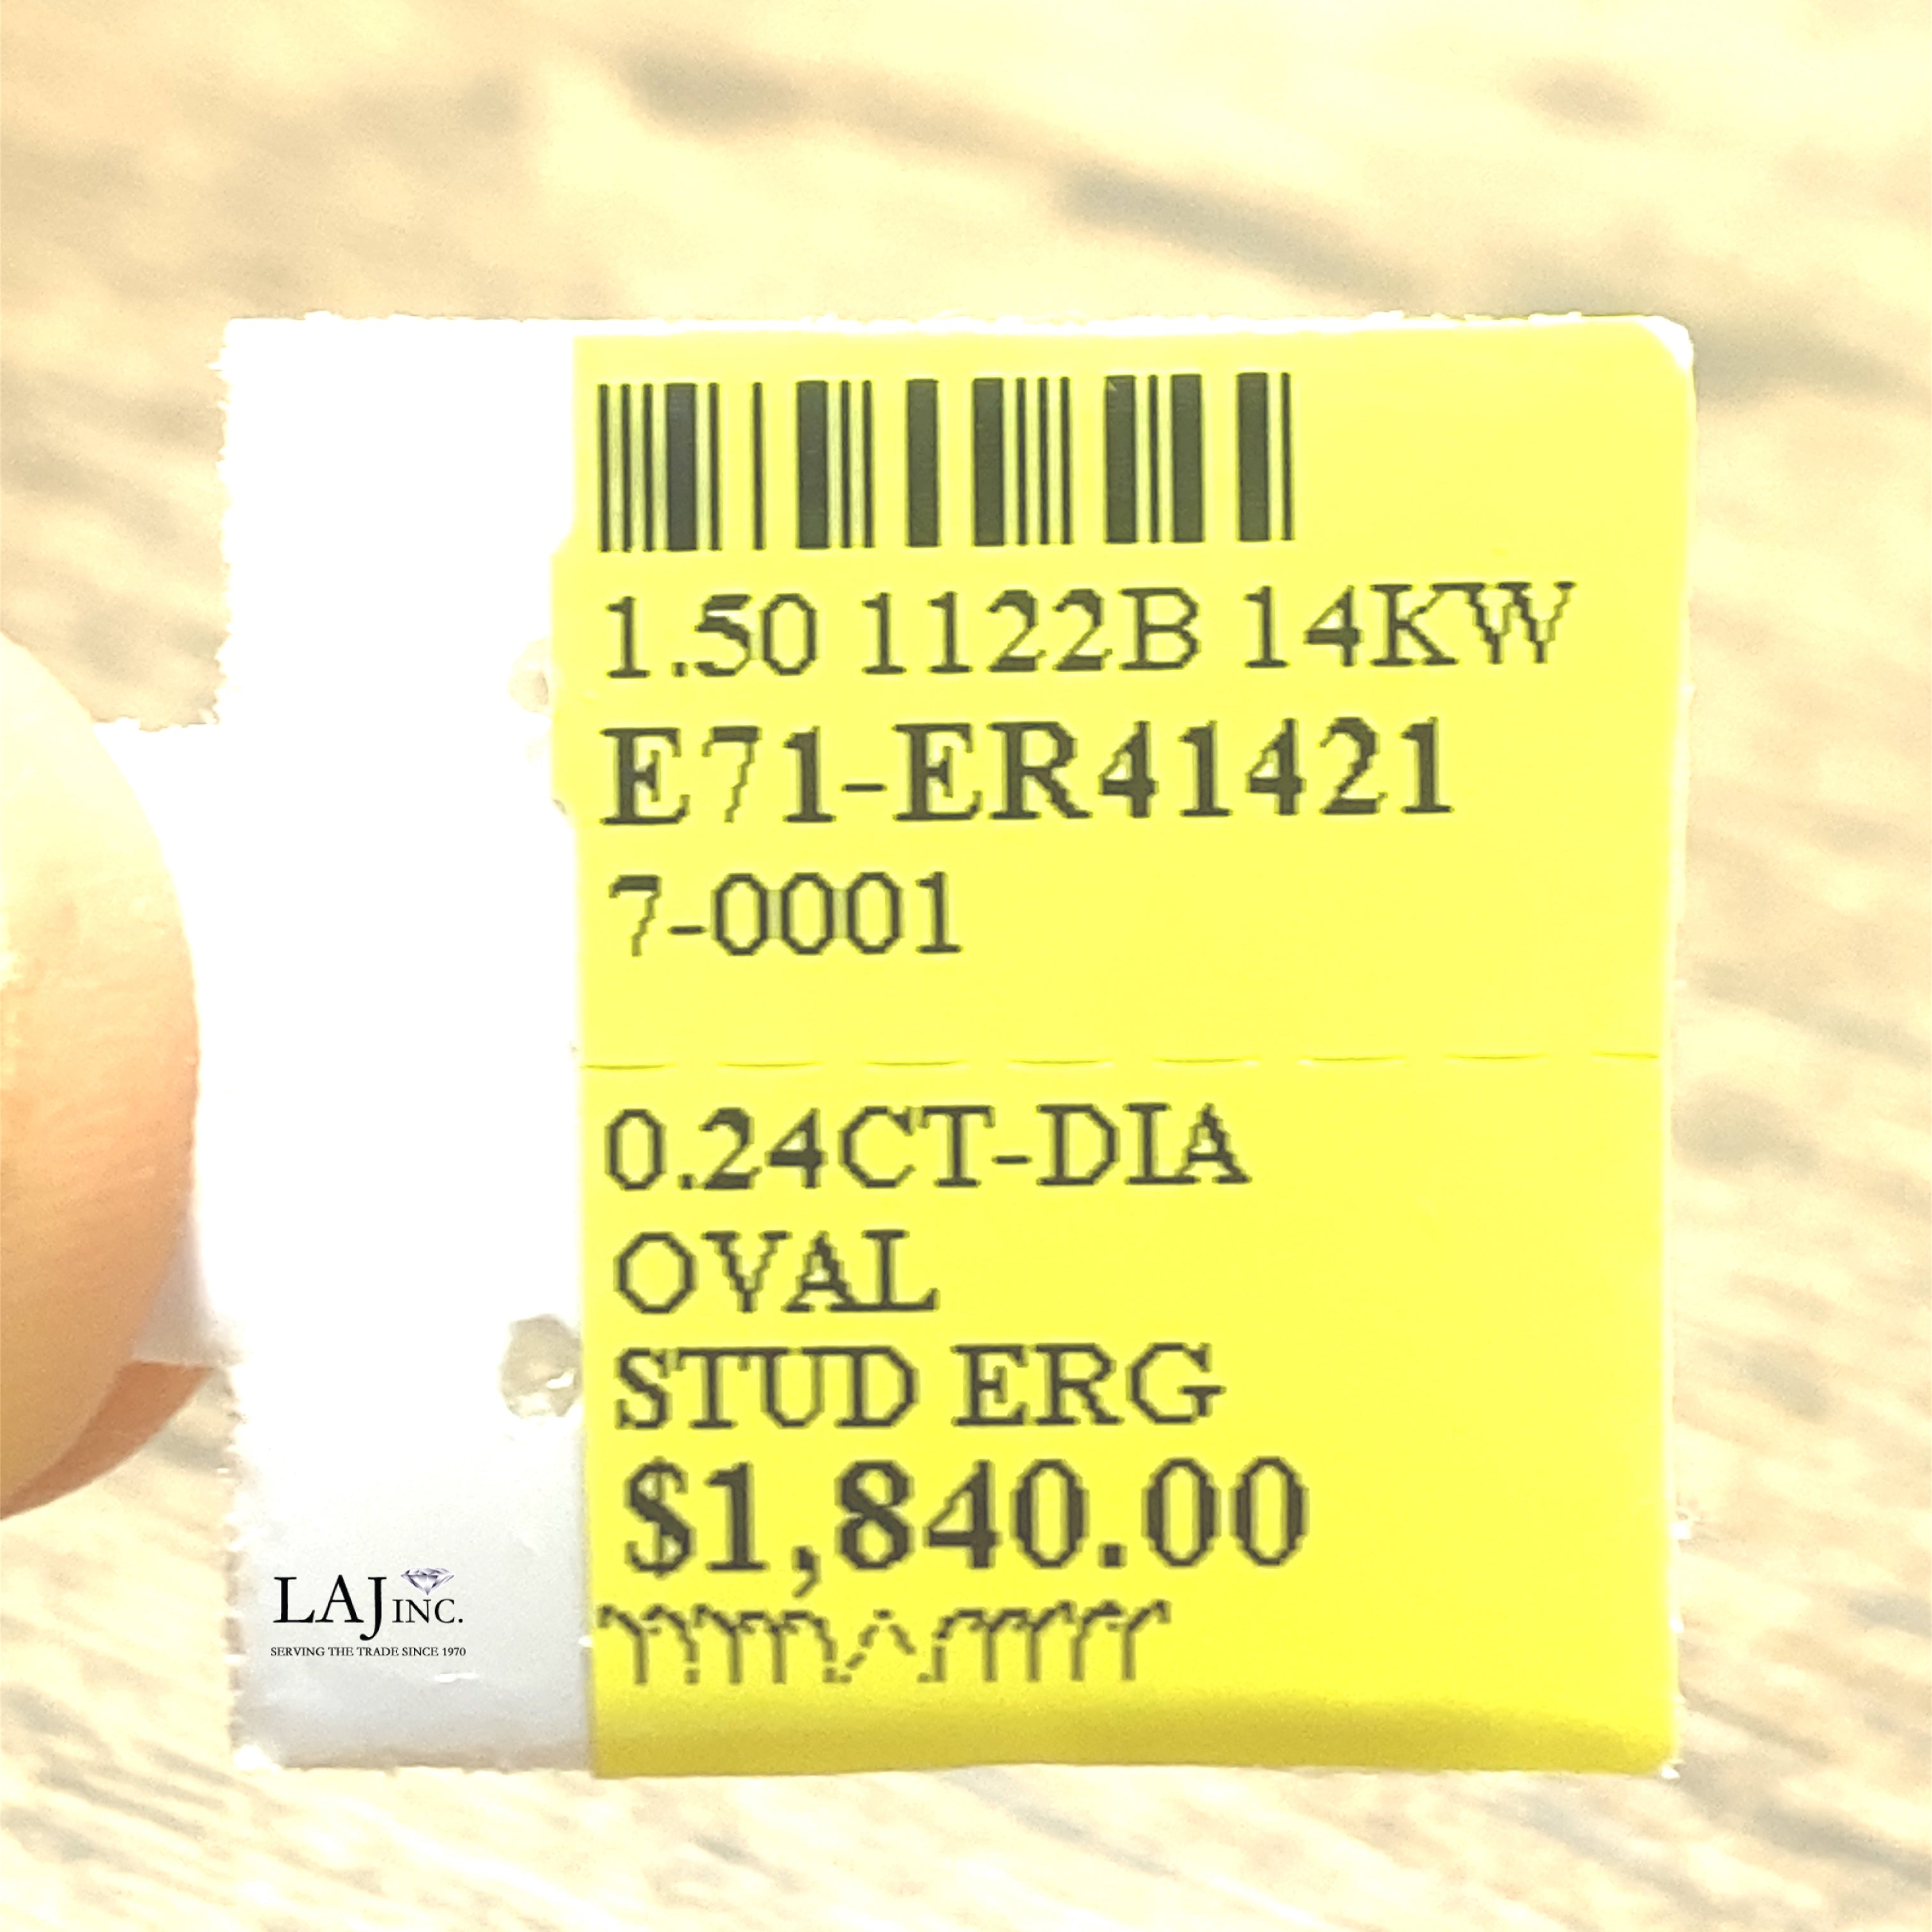 1.50 1122B 14KW
E71-ER41421
7-0001
0.24CT-DIA
OVAL
STUD ERG
$1,840.00
LAJ INC.
SERVING THE TRADE SINCE 1970